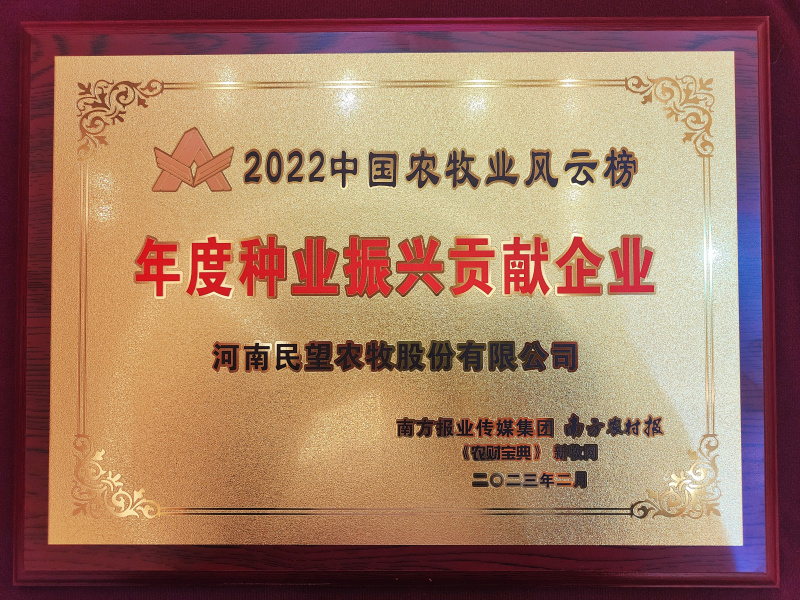 2022中国农牧业风云榜
年度种业振兴贡献企业
河南民望农牧股份有限公司
南方报业传媒集团 南方农村报
《农财宝典》 新牧网
二〇二三年二月